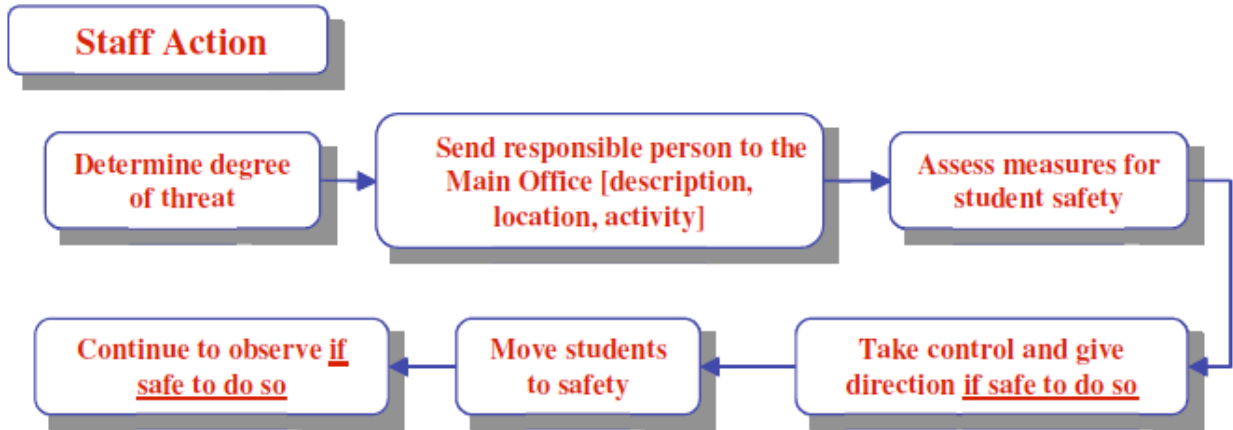 Staff Action
Determine degree
of threat
Send responsible person to the
Main Office [description,
location, activity]
Assess measures for
student safety
Take control and give
direction if safe to do so
Move students
to safety
Continue to observe if
safe to do so